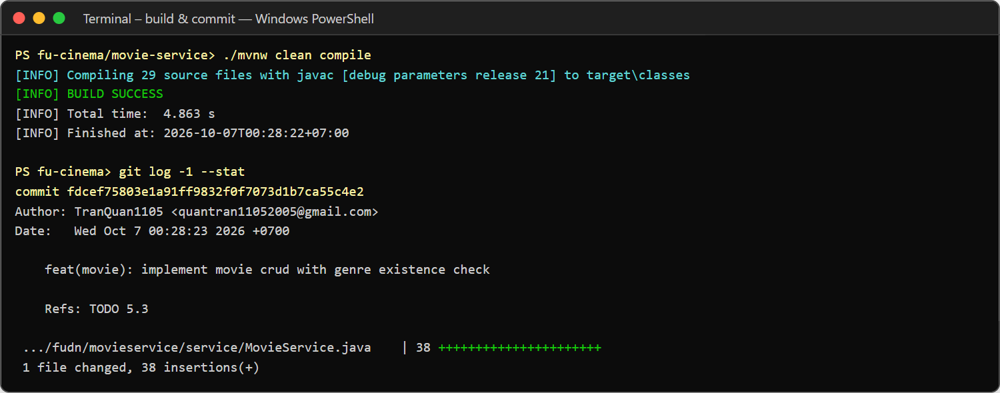 Terminal – build & commit — Windows PowerShell
PS fu-cinema/movie-service> ./mvnw clean compile
[INFO] Compiling 29 source files with javac [debug parameters release 21] to target\classes
[INFO] BUILD SUCCESS
[INFO] Total time:  4.863 s
[INFO] Finished at: 2026-10-07T00:28:22+07:00
PS fu-cinema> git log -1 --stat
commit fdcef75803e1a91ff9832f0f7073d1b7ca55c4e2
Author: TranQuan1105 <quantran11052005@gmail.com>
Date:   Wed Oct 7 00:28:23 2026 +0700
    feat(movie): implement movie crud with genre existence check
    Refs: TODO 5.3
 .../fudn/movieservice/service/MovieService.java    | 38 ++++++++++++++++++++++
 1 file changed, 38 insertions(+)